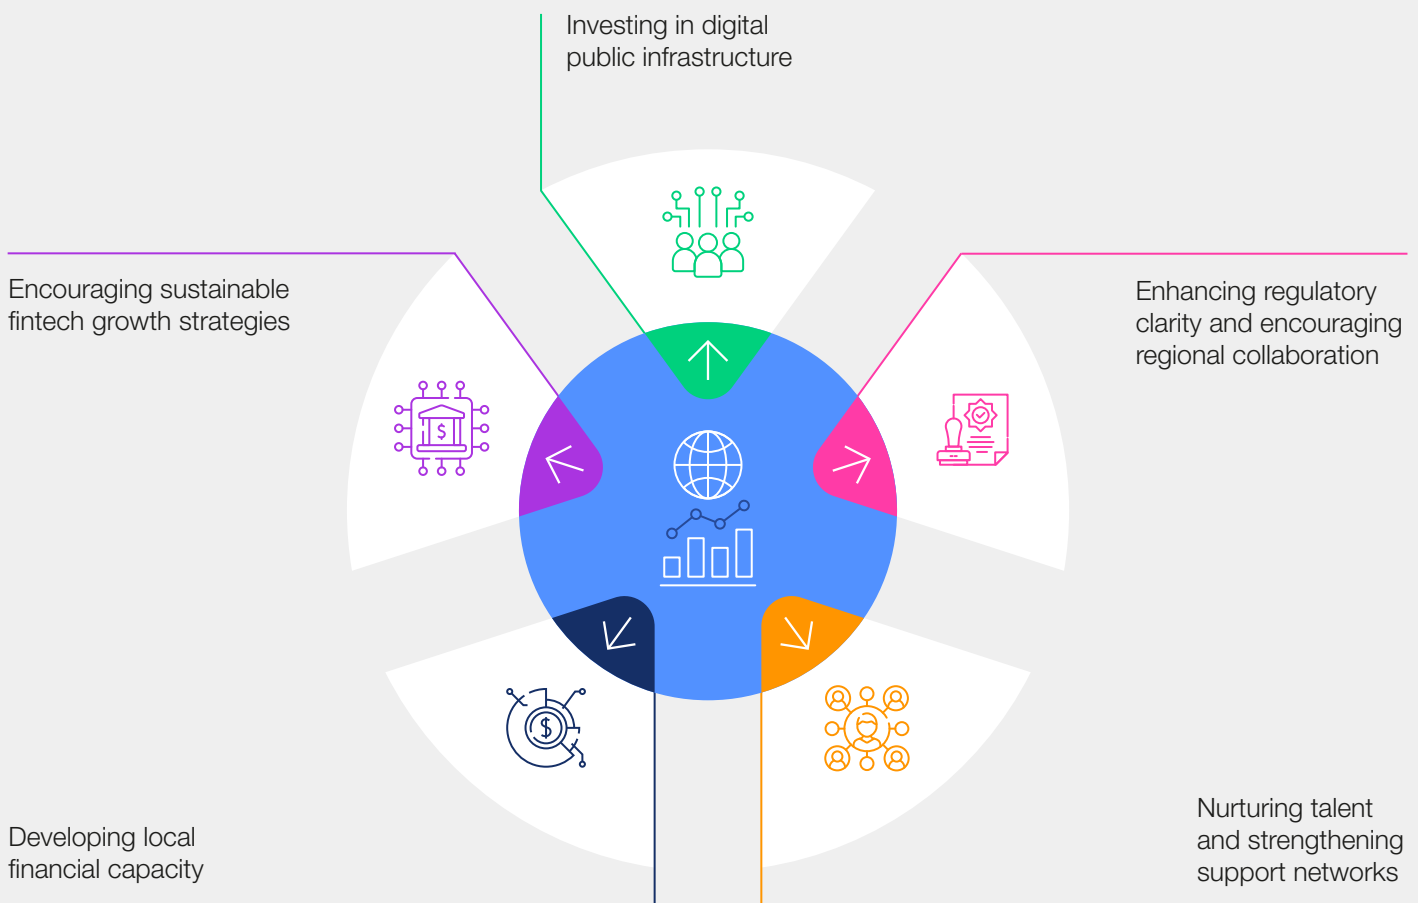 Investing in digital
public infrastructure
Encouraging sustainable
fintech growth strategies
Enhancing regulatory
clarity and encouraging
regional collaboration
$
$
Developing local
financial capacity
Nurturing talent
and strengthening
support networks